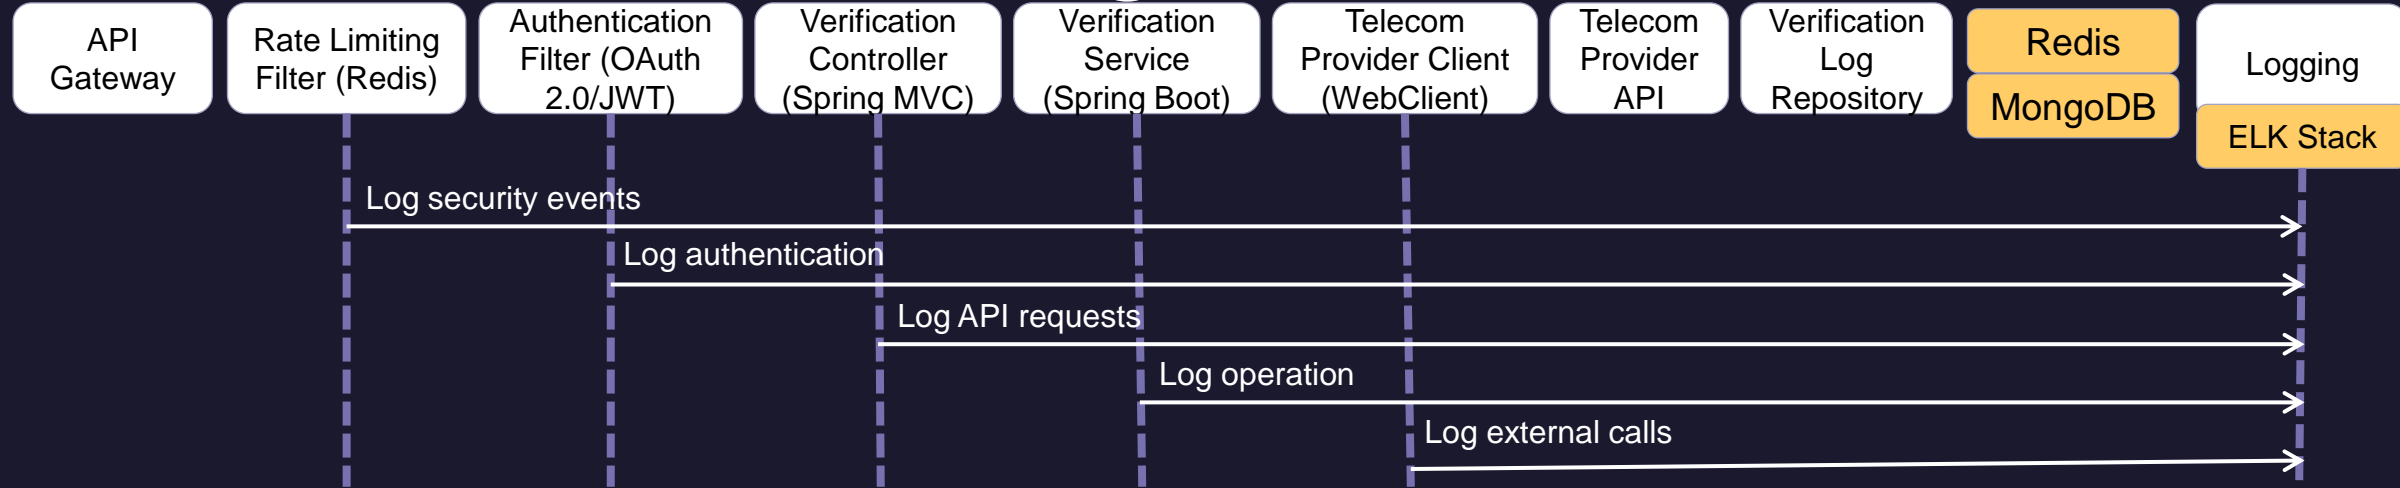 API
Gateway
Rate Limiting
Filter (Redis)
Authentication
Filter (OAuth
2.0/JWT)
Verification
Controller
(Spring MVC)
Verification
Service
(Spring Boot)
Telecom
Provider Client
(WebClient)
Telecom
Provider
API
Verification
Log
Repository
Redis
MongoDB
Logging
ELK Stack
Log security events
Log authentication
Log API requests
Log operation
Log external calls